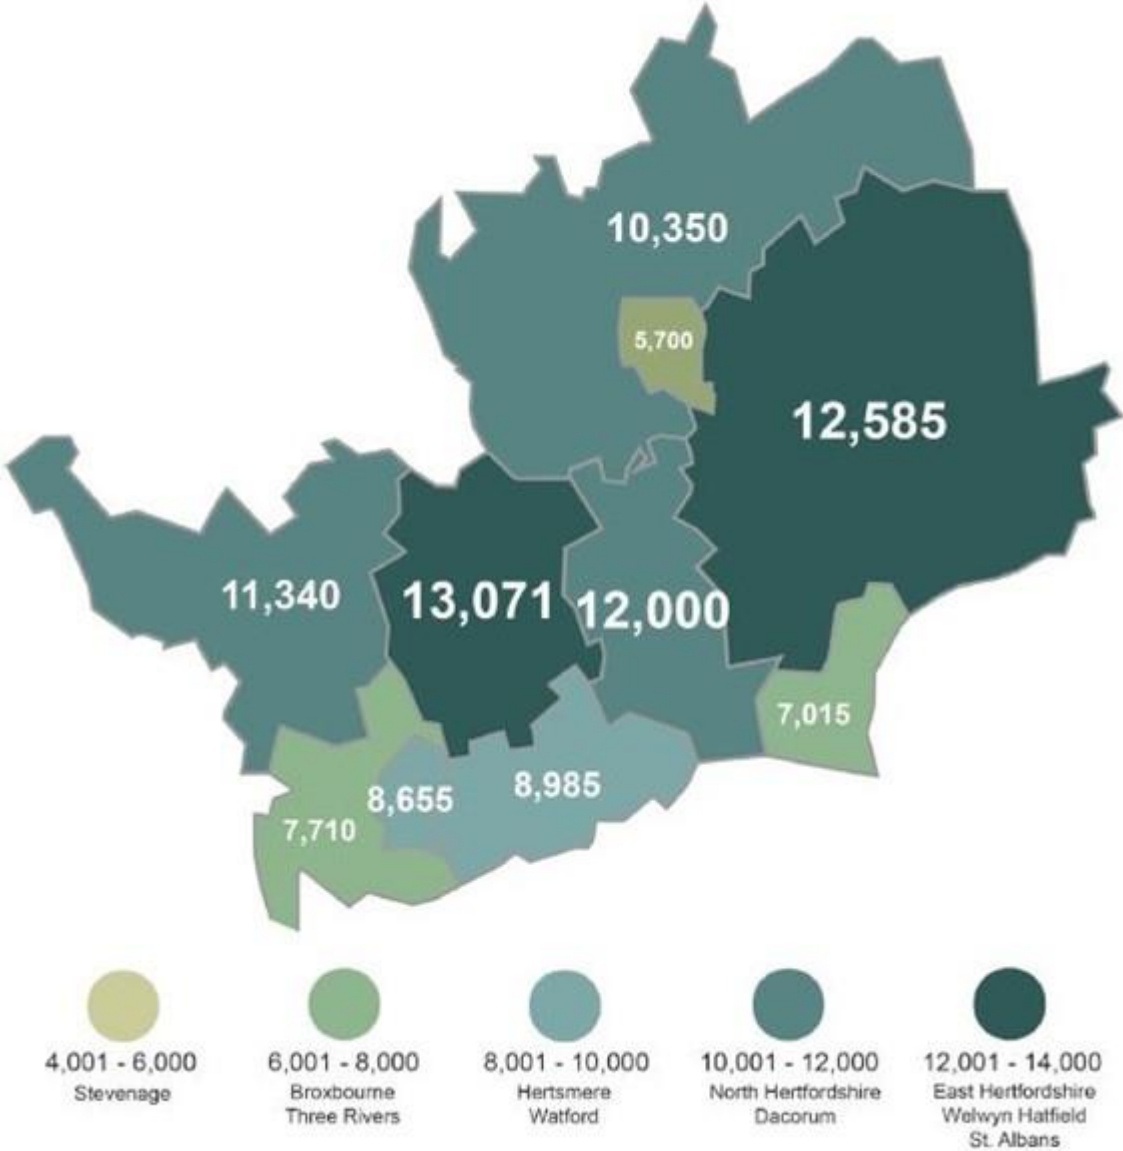 10,350
5,700
12,585
11,340
13,071
12,000
7,015
8,655
8,985
7,710
4,001 - 6,000
Stevenage
6,001 - 8,000
Broxbourne
Three Rivers
8,001 - 10,000
Hertsmere
Watford
10,001 - 12,000
North Hertfordshire
Dacorum
12,001 - 14,000
East Hertfordshire
Welwyn Hatfield
St. Albans